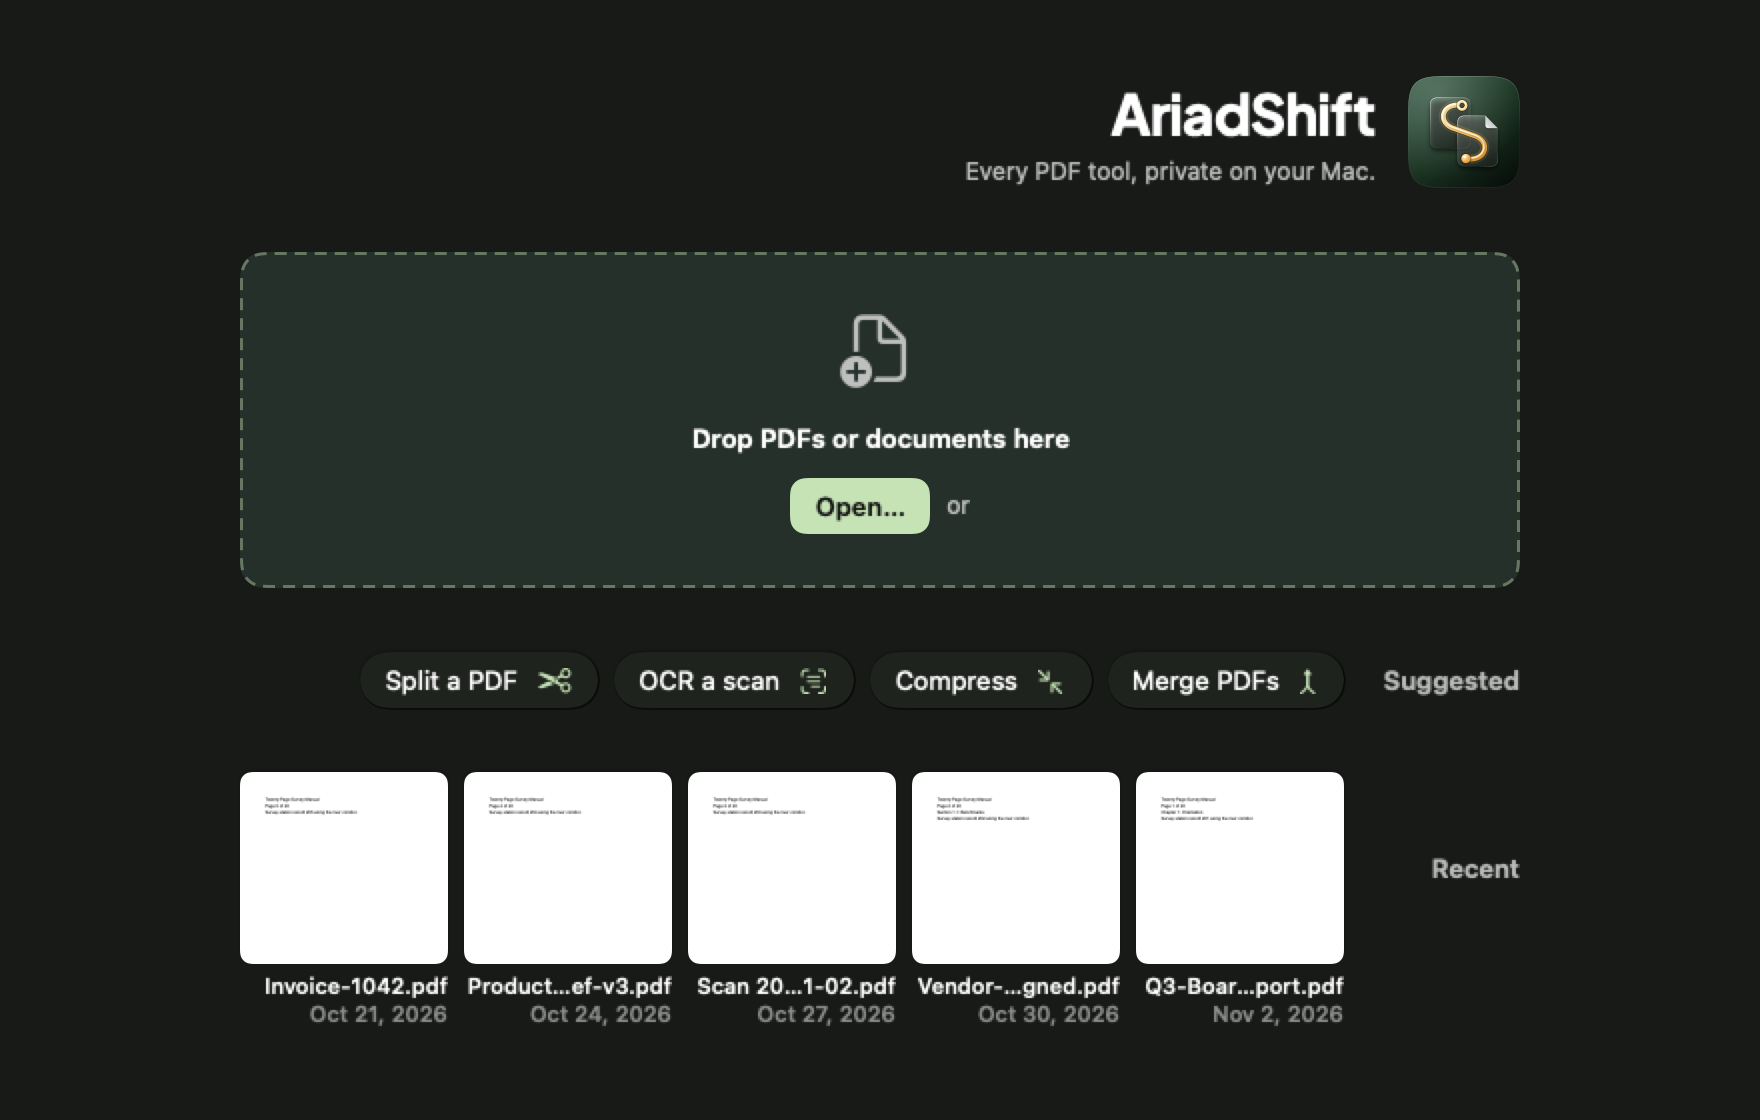 AriadShift
Every PDF tool, private on your Mac.
Drop PDFs or documents here
or
Open...
Suggested
Merge PDFs
Compress
OCR a scan
Split a PDF
Recent
Q3-Boar...port.pdf
Nov 2, 2026
Vendor-...gned.pdf
Oct 30, 2026
Scan 20...1-02.pdf
Oct 27, 2026
Product...ef-v3.pdf
Oct 24, 2026
Invoice-1042.pdf
Oct 21, 2026